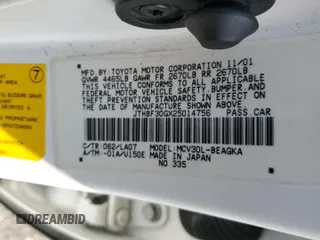 MFD. BY: TOYOTA MOTOR CORPORATION 11/01
GVWR 4465LB GAWR FR 2670LB RR 2670LB
THIS VEHICLE CONFORMS TO ALL APPLICABLE
FEDERAL MOTOR VEHICLE SAFETY, BUMPER, AND
THEFT PREVENTION STANDARDS IN EFFECT ON
THE DATE OF MANUFACTURE SHOWN ABOVE.
JTHBF30GX25014756 PASS. CAR
C/TR: 062/LA07 MODEL: MCV30L-BEAGKA
A/TM: -01A/U150E MADE IN JAPAN
NO. 335
7
DREAMBID.COM